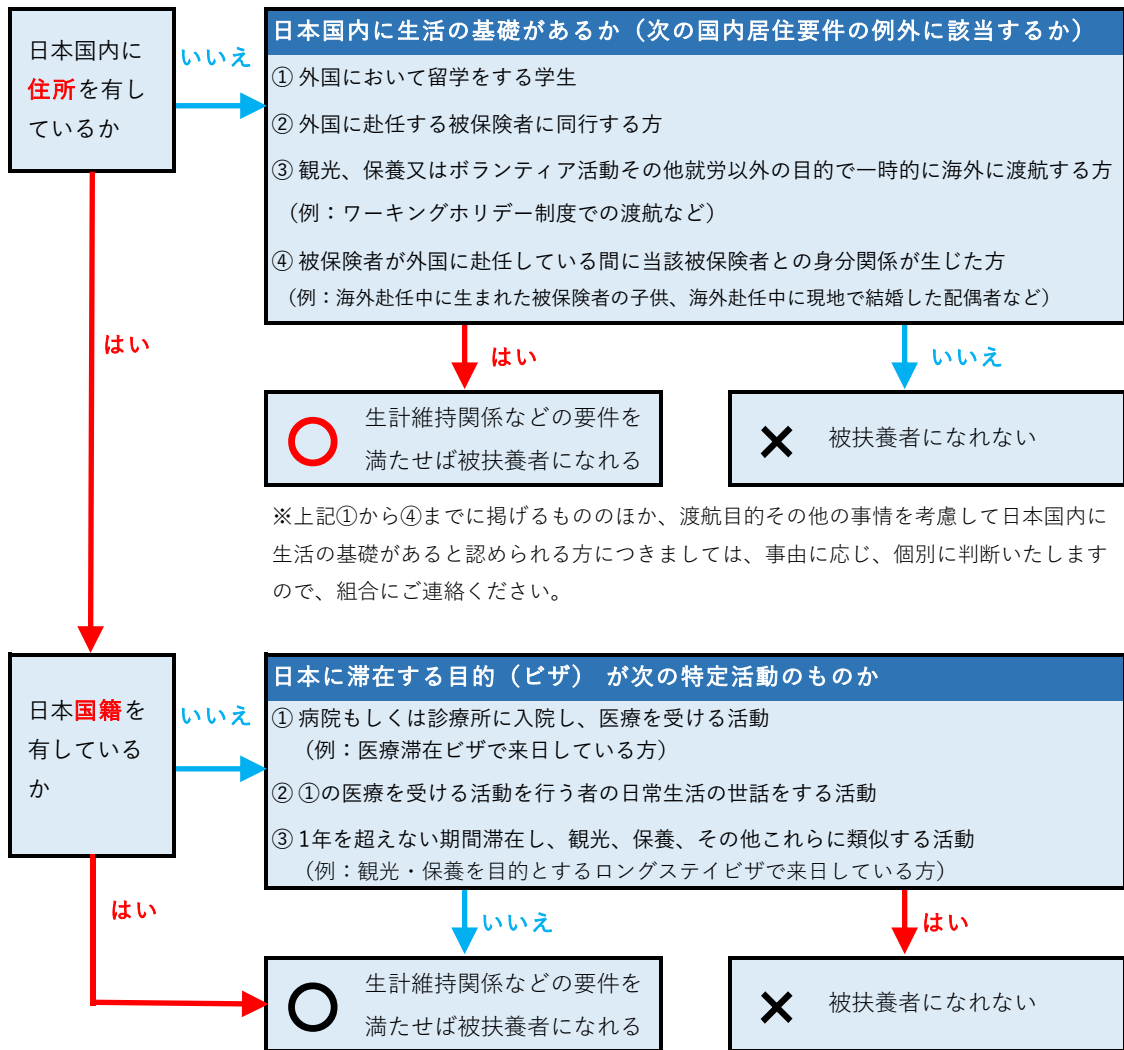 日本国内に
住所を有し
ているか
いいえ
日本国内に生活の基礎があるか（次の国内居住要件の例外に該当するか）
① 外国において留学をする学生
② 外国に赴任する被保険者に同行する方
③ 観光、保養又はボランティア活動その他就労以外の目的で一時的に海外に渡航する方
（例：ワーキングホリデー制度での渡航など）
④ 被保険者が外国に赴任している間に当該被保険者との身分関係が生じた方
（例：海外赴任中に生まれた被保険者の子供、海外赴任中に現地で結婚した配偶者など）
はい
はい
いいえ
生計維持関係などの要件を
満たせば被扶養者になれる
被扶養者になれない
※上記①から④までに掲げるもののほか、渡航目的その他の事情を考慮して日本国内に
生活の基礎があると認められる方につきましては、事由に応じ、個別に判断いたします
ので、組合にご連絡ください。
日本国籍を
有している
か
いいえ
日本に滞在する目的（ビザ） が次の特定活動のものか
① 病院もしくは診療所に入院し、医療を受ける活動
（例：医療滞在ビザで来日している方）
② ①の医療を受ける活動を行う者の日常生活の世話をする活動
③ 1年を超えない期間滞在し、観光、保養、その他これらに類似する活動
（例：観光・保養を目的とするロングステイビザで来日している方）
はい
いいえ
はい
生計維持関係などの要件を
満たせば被扶養者になれる
被扶養者になれない